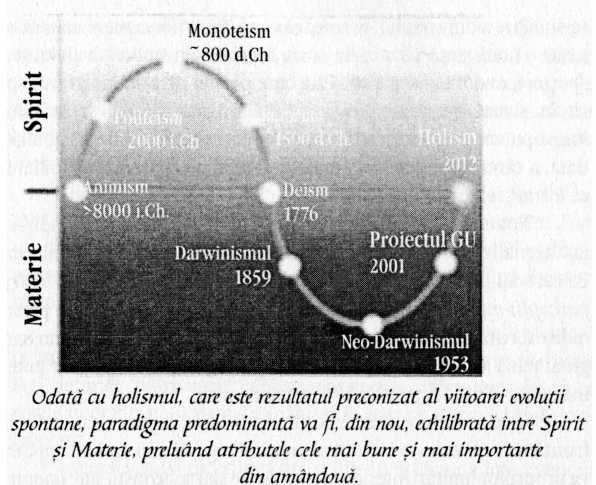 Monoteism
~800 d.Ch
Spirit
Politeism
2000 î.Ch
1500 d.Ch.
Holism
2012
Animism
>8000 î.Ch.
Deism
1776
Materie
Darwinismul
1859
Proiectul GU
2001
Neo-Darwinismul
1953
Odată cu holismul, care este rezultatul preconizat al viitoarei evoluții
spontane, paradigma predominantă va fi, din nou, echilibrată între Spirit
și Materie, preluând atributele cele mai bune și mai importante
din amândouă.